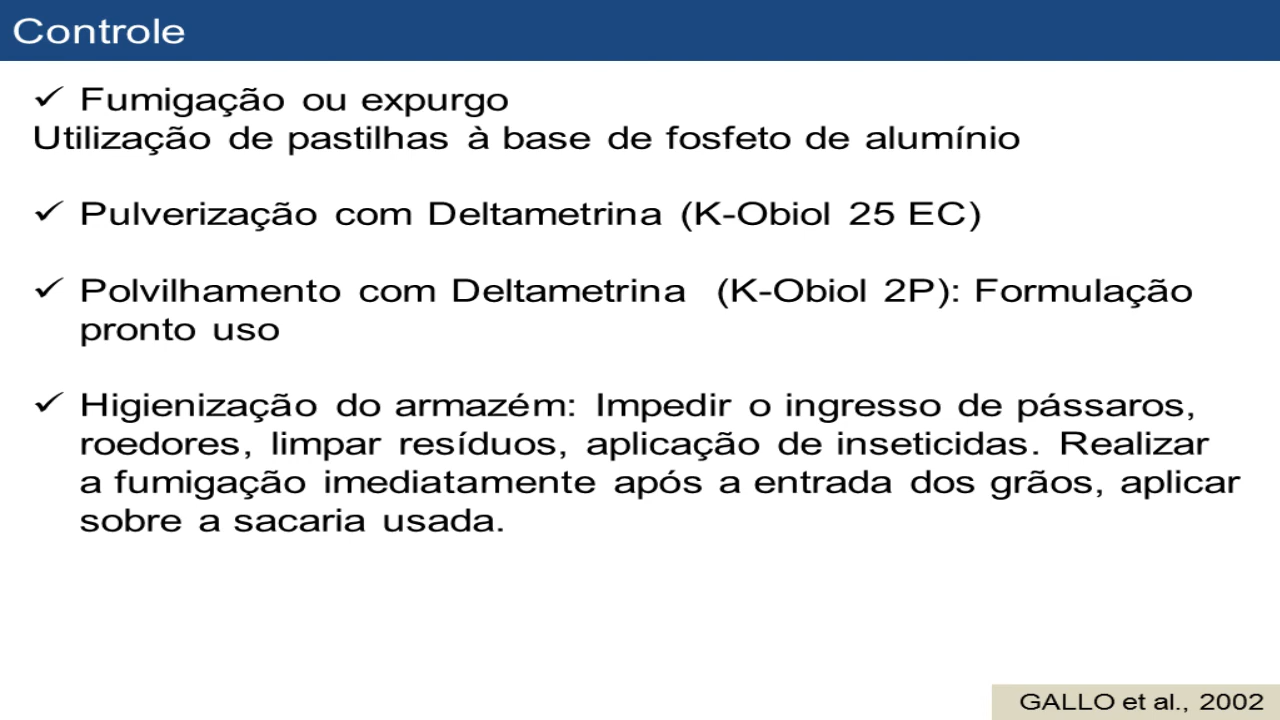 Controle
✓ Fumigação ou expurgo
Utilização de pastilhas à base de fosfeto de alumínio
✓ Pulverização com Deltametrina (K-Obiol 25 EC)
✓ Polvilhamento com Deltametrina (K-Obiol 2P): Formulação
pronto uso
✓ Higienização do armazém: Impedir o ingresso de pássaros,
roedores, limpar resíduos, aplicação de inseticidas. Realizar
a fumigação imediatamente após a entrada dos grãos, aplicar
sobre a sacaria usada.
GALLO et al., 2002